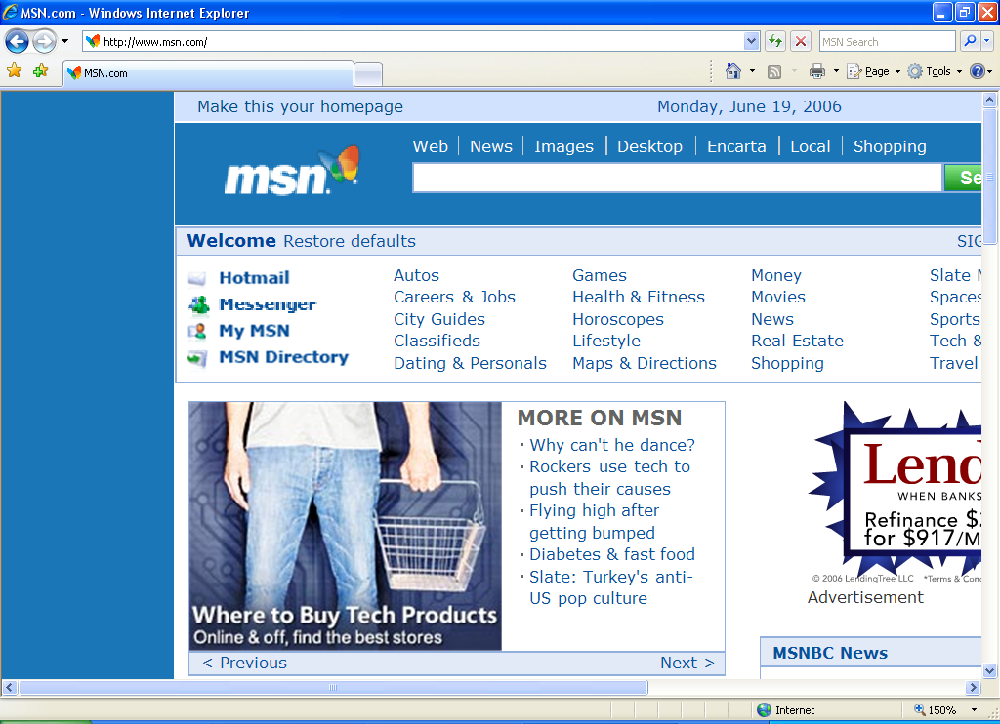 MSN.com - Windows Internet Explorer
http://www.msn.com/
MSN Search
MSN.com
Page
Tools
Make this your homepage
Monday, June 19, 2006
msn
Web
News
Images
Desktop
Encarta
Local
Shopping
Se
Welcome
Restore defaults
SIG
Hotmail
Messenger
My MSN
MSN Directory
Autos
Careers & Jobs
City Guides
Classifieds
Dating & Personals
Games
Health & Fitness
Horoscopes
Lifestyle
Maps & Directions
Money
Movies
News
Real Estate
Shopping
Slate
Spaces
Sports
Tech &
Travel
Where to Buy Tech Products
Online & off, find the best stores
< Previous
Next >
MORE ON MSN
Why can't he dance?
Rockers use tech to
push their causes
Flying high after
getting bumped
Diabetes & fast food
Slate: Turkey's anti-
US pop culture
Lend
WHEN BANKS
Refinance $
for $917/M
© 2006 LendingTree LLC *Terms & Cond
Advertisement
MSNBC News
Internet
150%